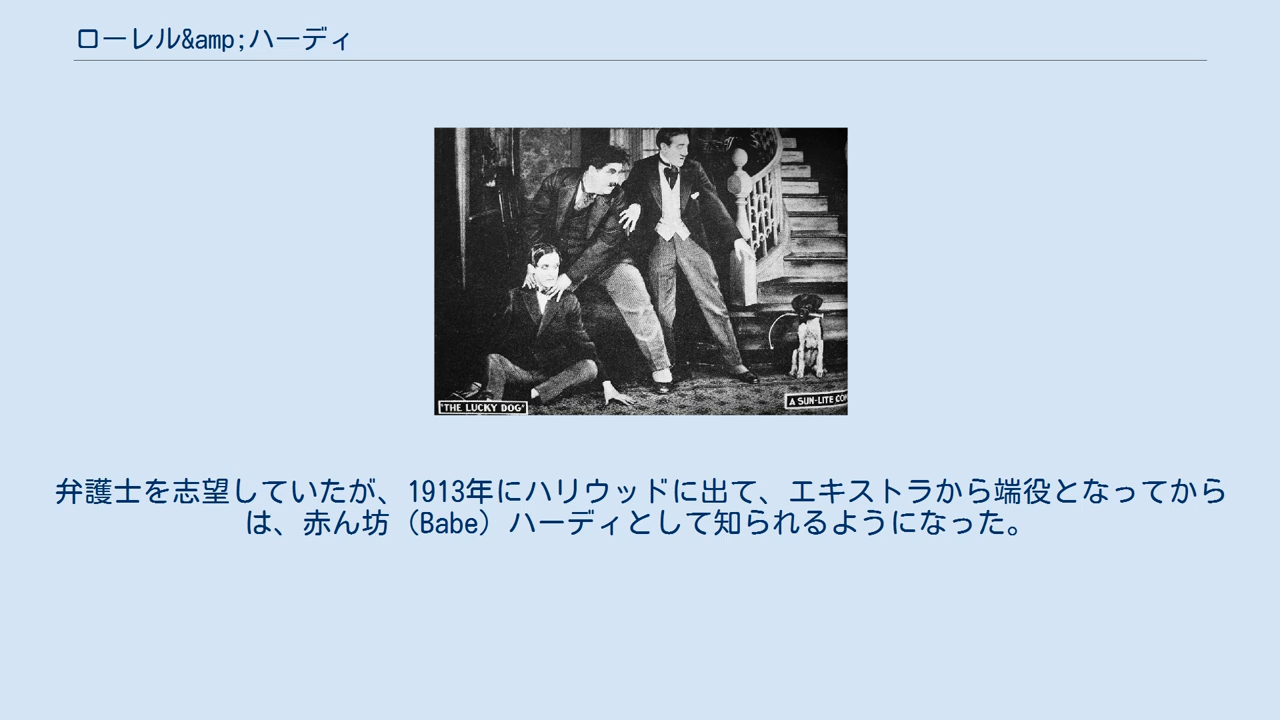 ローレル&amp;ハーディ
"THE LUCKY DOG"
A SUN-LITE
弁護士を志望していたが、1913年にハリウッドに出て、エキストラから端役となってから
は、赤ん坊（Babe）ハーディとして知られるようになった。